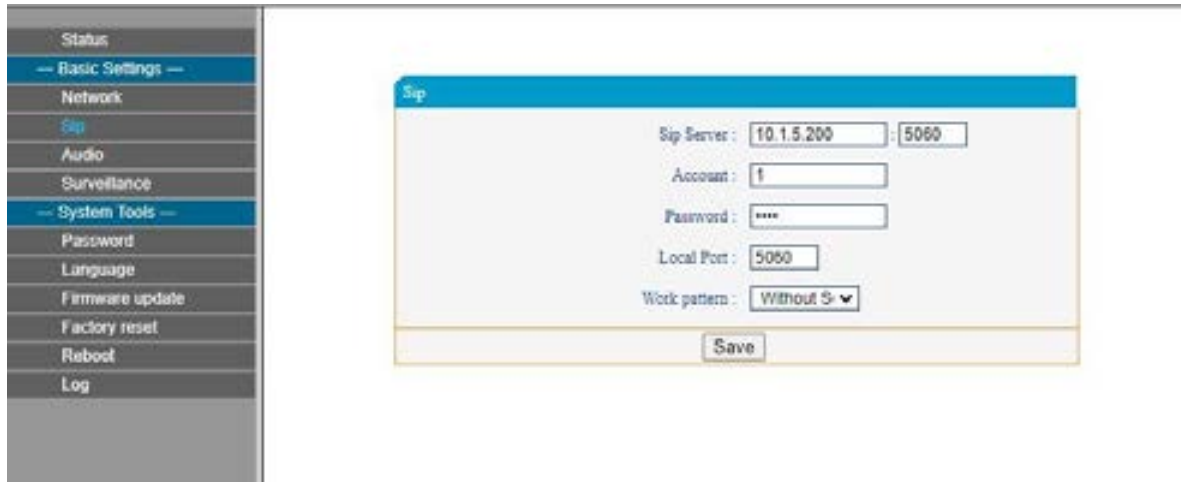 Status
— Basic Settings —
Network
Sip
Audio
Surveillance
— System Tools —
Password
Language
Firmware update
Factory reset
Reboot
Log
Sip
Sip Server : 10.1.5.200 : 5060
Account : 1
Password : ••••
Local Port : 5060
Work pattern : Without S
Save